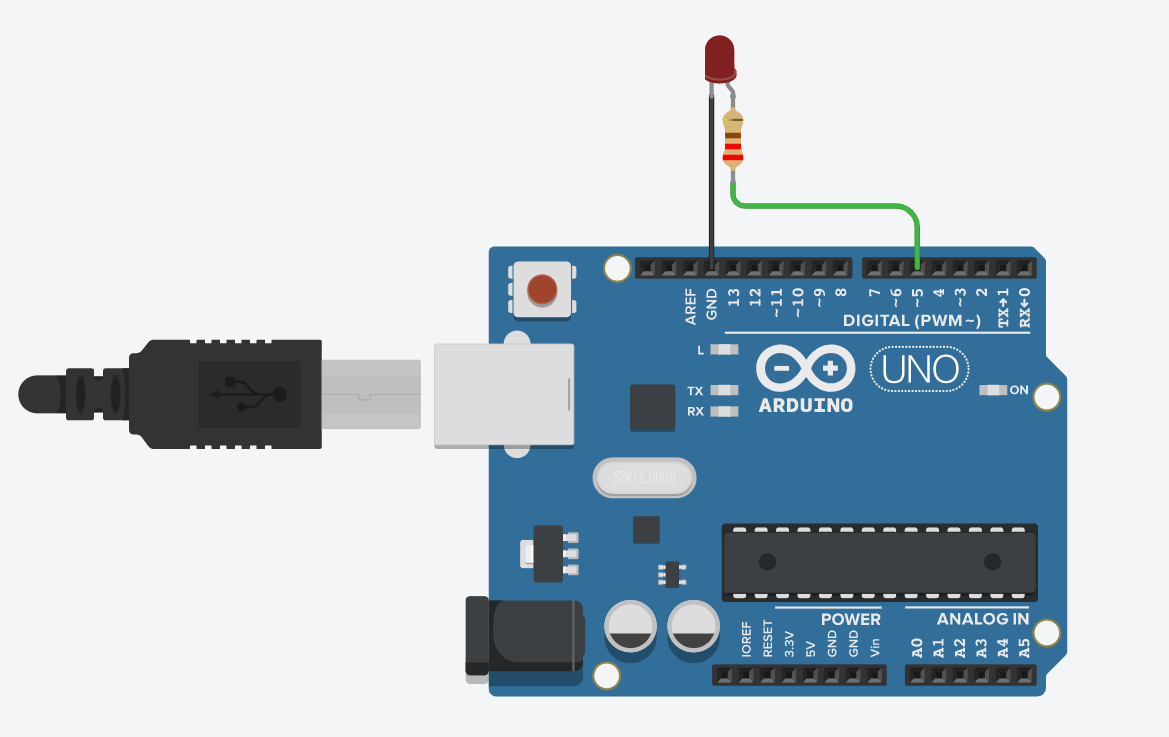 AREF
GND
13
12
~11
~10
~9
8
7
~6
~5
4
~3
2
TX→1
RX←0
DIGITAL (PWM~)
L
TX
RX
ARDUINO
UNO
ON
SPK16.000G
POWER
ANALOG IN
IOREF
RESET
3.3V
5V
GND
GND
Vin
A0
A1
A2
A3
A4
A5